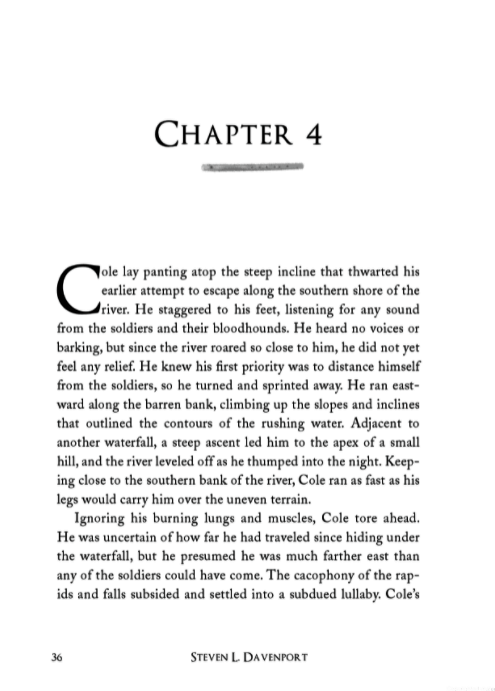 CHAPTER 4
Cole lay panting atop the steep incline that thwarted his
earlier attempt to escape along the southern shore of the
river. He staggered to his feet, listening for any sound
from the soldiers and their bloodhounds. He heard no voices or
barking, but since the river roared so close to him, he did not yet
feel any relief. He knew his first priority was to distance himself
from the soldiers, so he turned and sprinted away. He ran east-
ward along the barren bank, climbing up the slopes and inclines
that outlined the contours of the rushing water. Adjacent to
another waterfall, a steep ascent led him to the apex of a small
hill, and the river leveled off as he thumped into the night. Keep-
ing close to the southern bank of the river, Cole ran as fast as his
legs would carry him over the uneven terrain.
Ignoring his burning lungs and muscles, Cole tore ahead.
He was uncertain of how far he had traveled since hiding under
the waterfall, but he presumed he was much farther east than
any of the soldiers could have come. The cacophony of the rap-
ids and falls subsided and settled into a subdued lullaby. Cole's
36 STEVEN L. DAVENPORT